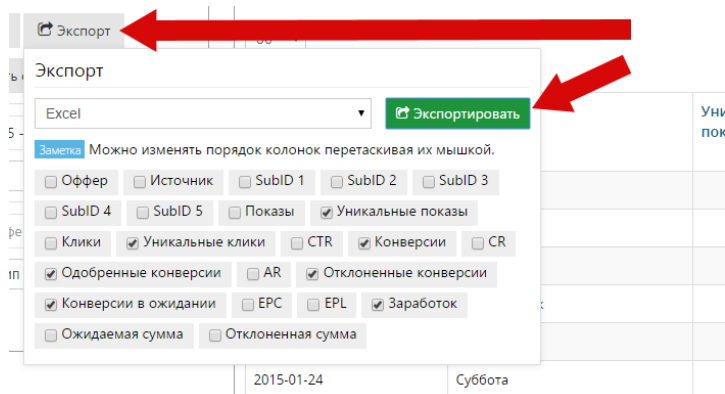 Экспорт
Экспорт
Excel
Экспортировать
Заметка Можно изменять порядок колонок перетаскивая их мышкой.
Оффер Источник SubID 1 SubID 2 SubID 3
SubID 4 SubID 5 Показы Уникальные показы
Клики Уникальные клики CTR Конверсии CR
Одобренные конверсии AR Отклоненные конверсии
Конверсии в ожидании EPC EPL Заработок
Ожидаемая сумма Отклоненная сумма
2015-01-24 Суббота